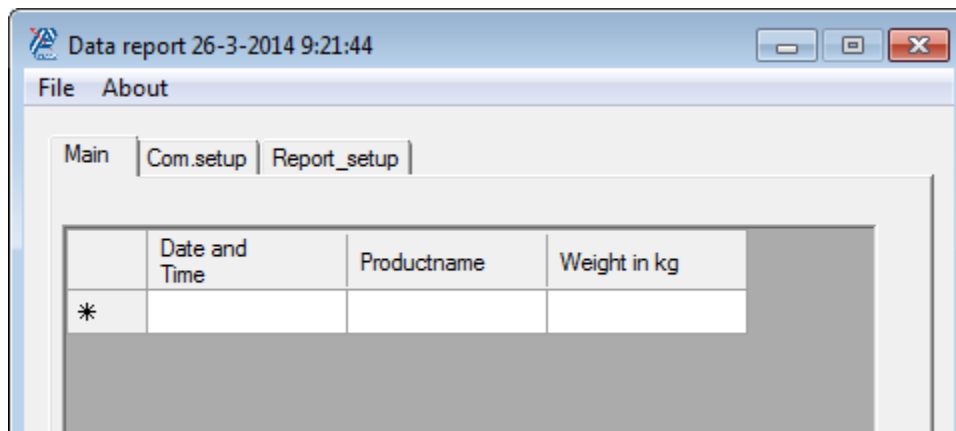 Data report 26-3-2014 9:21:44
File About
Main Com.setup Report_setup
Date and Time Productname Weight in kg
*